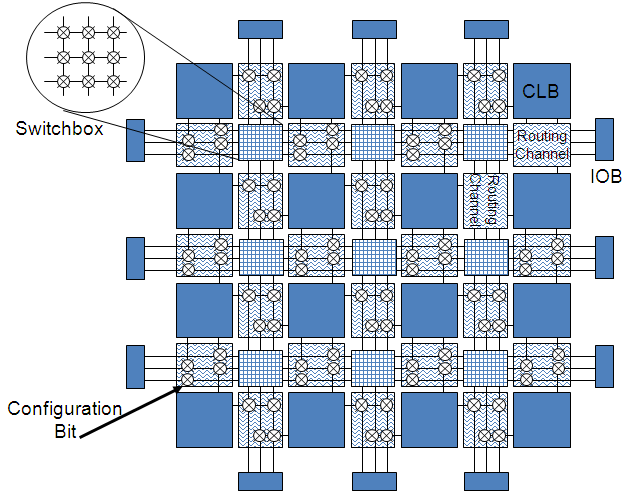 CLB
Switchbox
Routing
Channel
IOB
Routing
Channel
Configuration
Bit